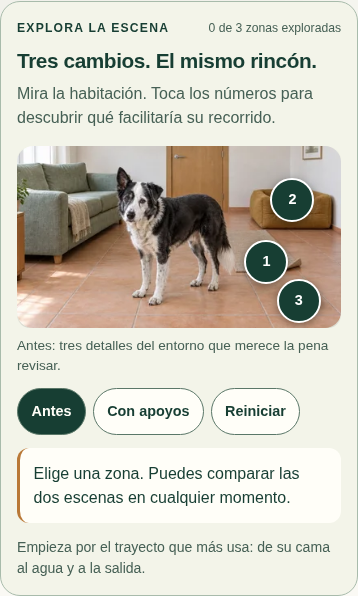 EXPLORA LA ESCENA 0 de 3 zonas exploradas
Tres cambios. El mismo rincón.
Mira la habitación. Toca los números para
descubrir qué facilitaría su recorrido.
2
1
3
Antes: tres detalles del entorno que merece la pena
revisar.
Antes Con apoyos Reiniciar
Elige una zona. Puedes comparar las
dos escenas en cualquier momento.
Empieza por el trayecto que más usa: de su cama
al agua y a la salida.